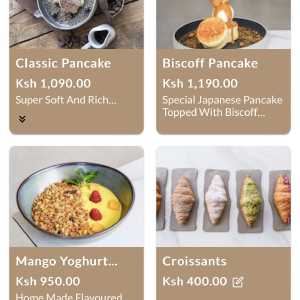 Classic Pancake
Ksh 1,090.00
Super Soft And Rich...
Biscoff Pancake
Ksh 1,190.00
Special Japanese Pancake
Topped With Biscoff...
Mango Yoghurt...
Ksh 950.00
Home Made Flavoured
Croissants
Ksh 400.00